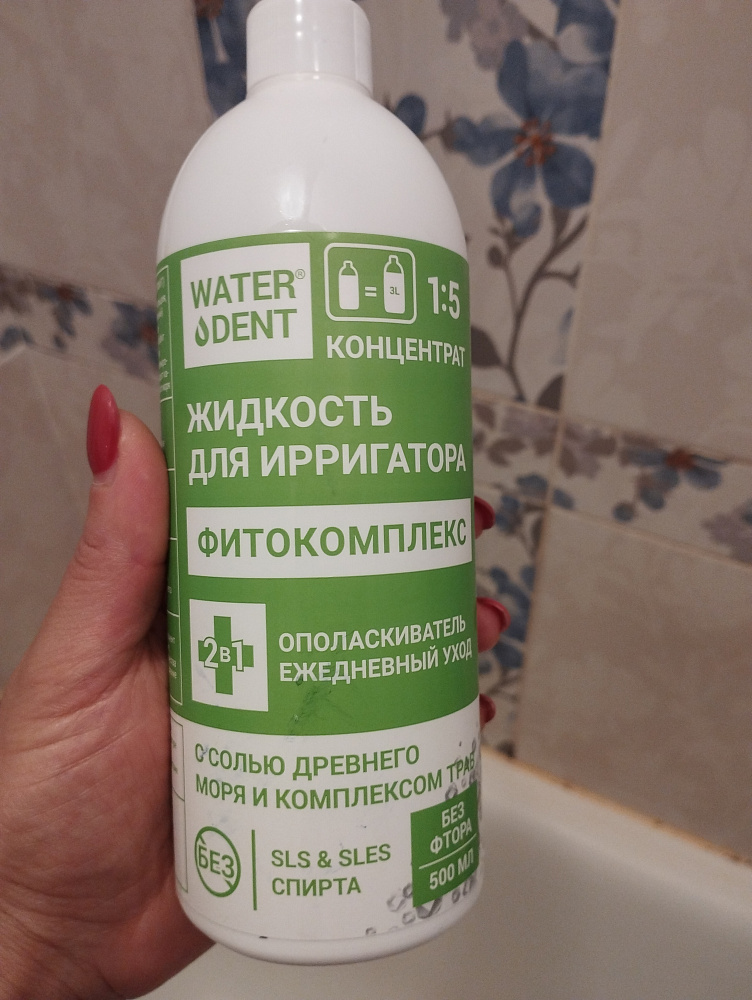 WATER®
DENT
= 3L
1:5
КОНЦЕНТРАТ
ЖИДКОСТЬ
ДЛЯ ИРРИГАТОРА
ФИТОКОМПЛЕКС
2в1
ОПОЛАСКИВАТЕЛЬ
ЕЖЕДНЕВНЫЙ УХОД
С СОЛЬЮ ДРЕВНЕГО
МОРЯ И КОМПЛЕКСОМ ТРАВ
БЕЗ
SLS & SLES
СПИРТА
БЕЗ
ФТОРА
500 МЛ